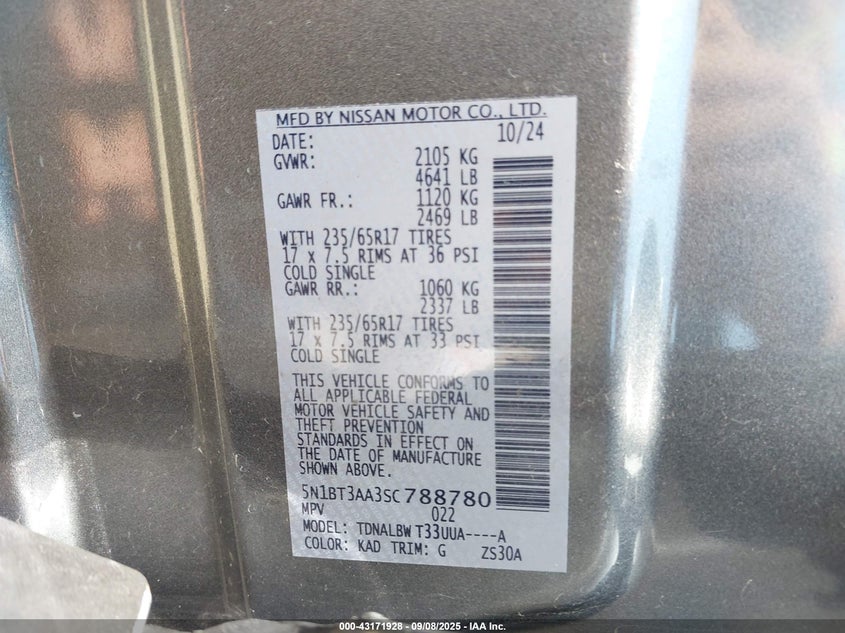 MFD BY NISSAN MOTOR CO., LTD.
DATE: 10/24
GVWR: 2105 KG
4641 LB
GAWR FR.: 1120 KG
2469 LB
WITH 235/65R17 TIRES
17 x 7.5 RIMS AT 36 PSI
COLD SINGLE
GAWR RR.: 1060 KG
2337 LB
WITH 235/65R17 TIRES
17 x 7.5 RIMS AT 33 PSI
COLD SINGLE
THIS VEHICLE CONFORMS TO
ALL APPLICABLE FEDERAL
MOTOR VEHICLE SAFETY AND
THEFT PREVENTION
STANDARDS IN EFFECT ON
THE DATE OF MANUFACTURE
SHOWN ABOVE.
5N1BT3AA3SC788780
MPV 022
MODEL: TDNALBW T33UUA----A
COLOR: KAD TRIM: G ZS30A
000-43171928 - 09/08/2025 - IAA Inc.